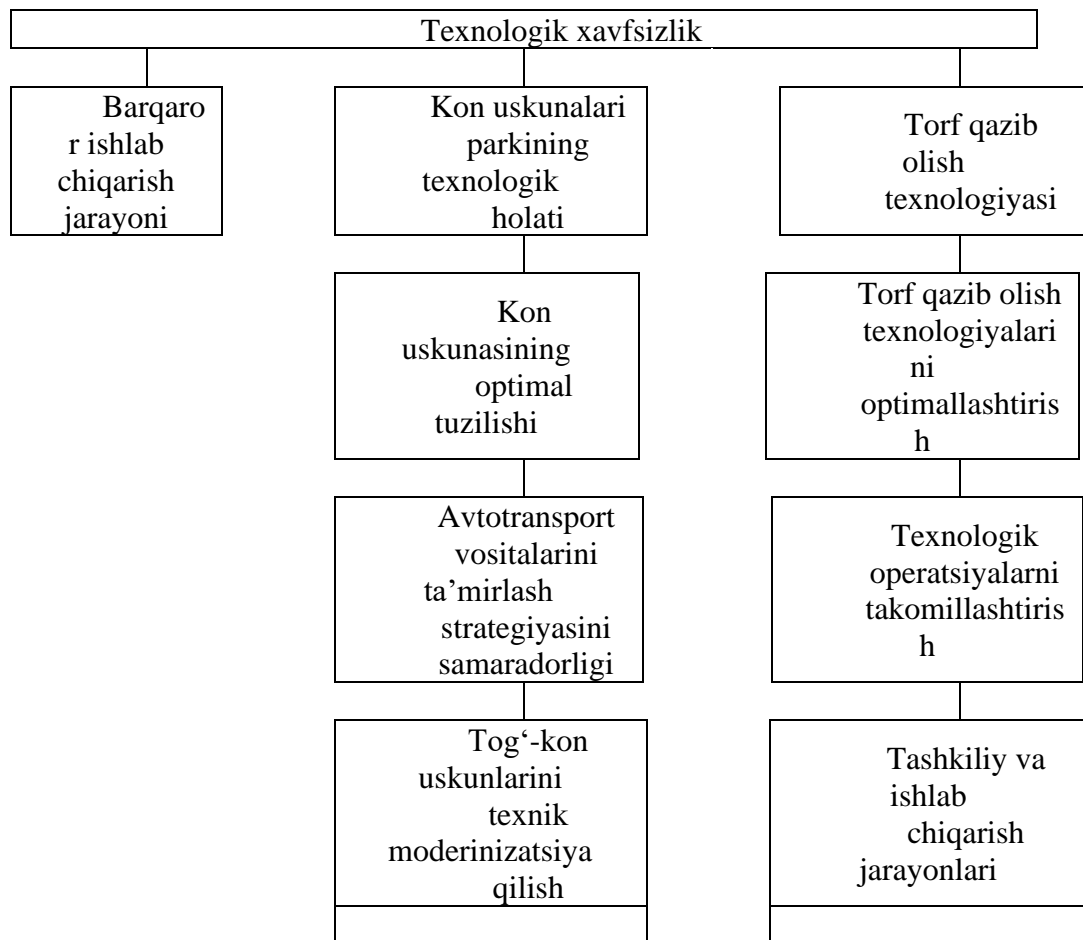 Texnologik xavfsizlik
Barqaro
r ishlab
chiqarish
jarayoni
Kon uskunalari
parkining
texnologik
holati
Kon
uskunasining
optimal
tuzilishi
Avtotransport
vositalarini
ta’mirlash
strategiyasini
samaradorligi
Tog‘-kon
uskunlarini
texnik
moderinizatsiya
qilish
Torf qazib
olish
texnologiyasi
Torf qazib olish
texnologiyalari
ni
optimallashtiris
h
Texnologik
operatsiyalarni
takomillashtiris
h
Tashkiliy va
ishlab
chiqarish
jarayonlari